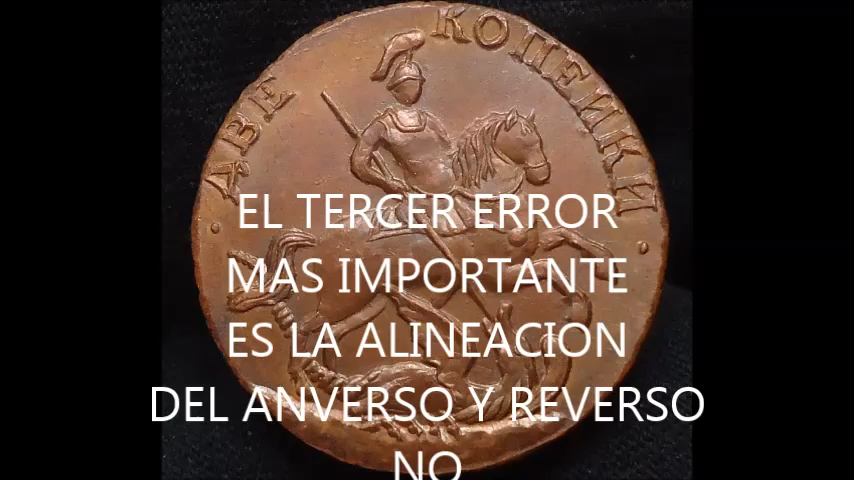 · ДВЕ КОПЕЙКИ ·
EL TERCER ERROR
MAS IMPORTANTE
ES LA ALINEACION
DEL ANVERSO Y REVERSO
NO